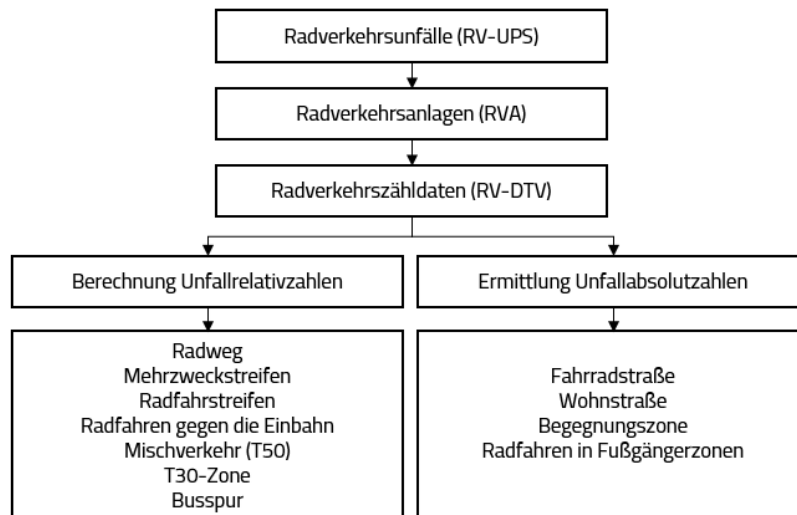 Radverkehrsunfälle (RV-UPS)
Radverkehrsanlagen (RVA)
Radverkehrszähldaten (RV-DTV)
Berechnung Unfallrelativzahlen
Ermittlung Unfallabsolutzahlen
Radweg
Mehrzweckstreifen
Radfahrstreifen
Radfahren gegen die Einbahn
Mischverkehr (T50)
T30-Zone
Busspur
Fahrradstraße
Wohnstraße
Begegnungszone
Radfahren in Fußgängerzonen